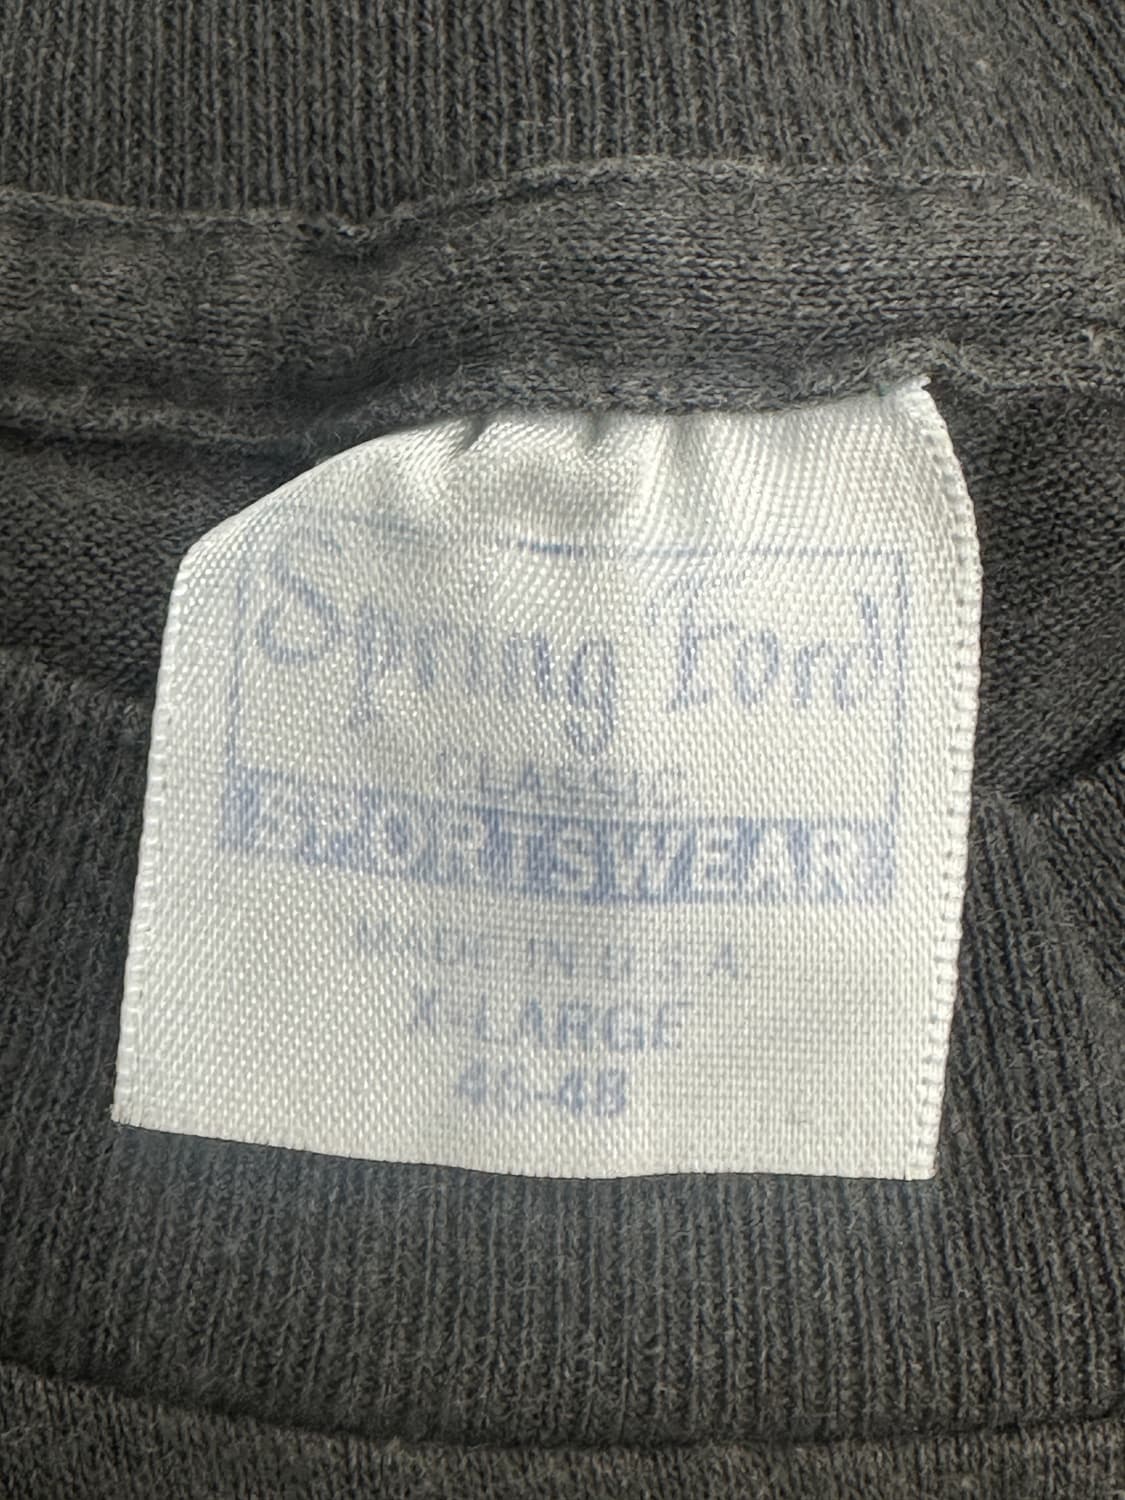 Spring Ford
CLASSIC
SPORTSWEAR
MADE IN U.S.A.
X-LARGE
46-48